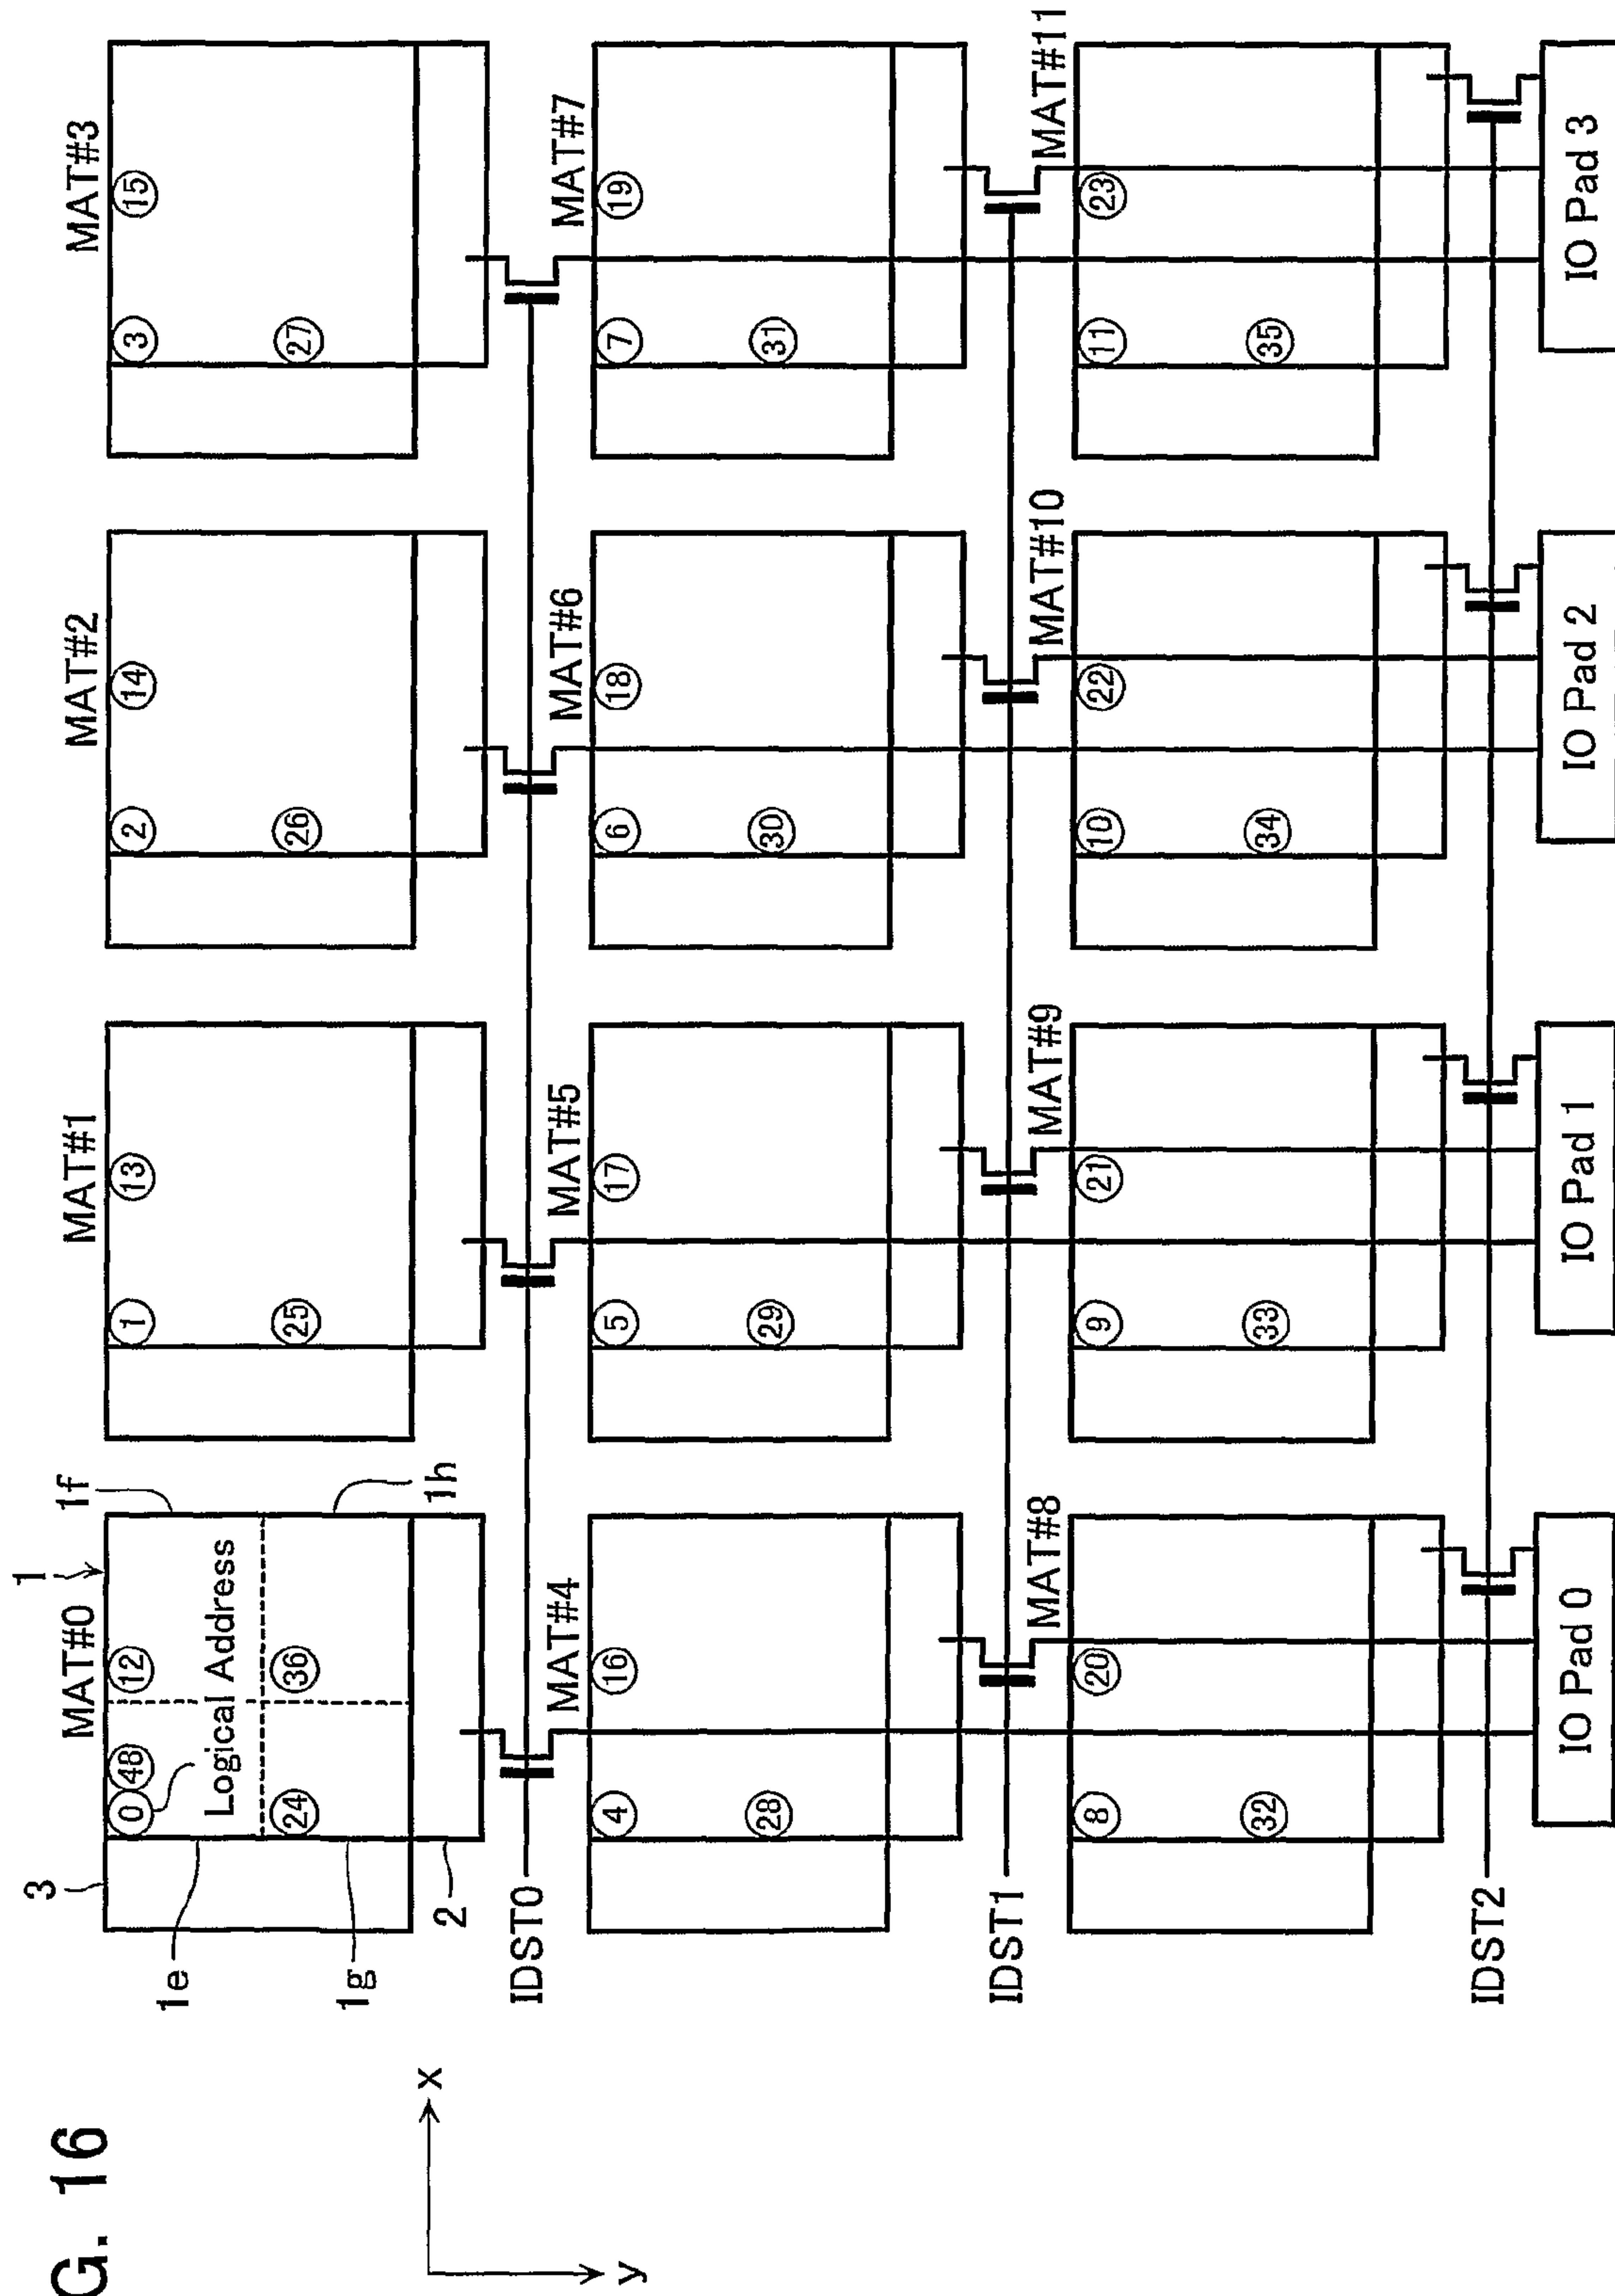 G. 16
x
y
MAT#0
MAT#1
MAT#2
MAT#3
1
3
1e
1f
1g
1h
2
0
48
12
1
13
2
14
3
15
Logical Address
24
36
25
26
27
IDST0
MAT#4
MAT#5
MAT#6
MAT#7
4
16
5
17
6
18
7
19
28
29
30
31
IDST1
MAT#8
MAT#9
MAT#10
MAT#11
8
20
9
21
10
22
11
23
32
33
34
35
IDST2
IO Pad 0
IO Pad 1
IO Pad 2
IO Pad 3